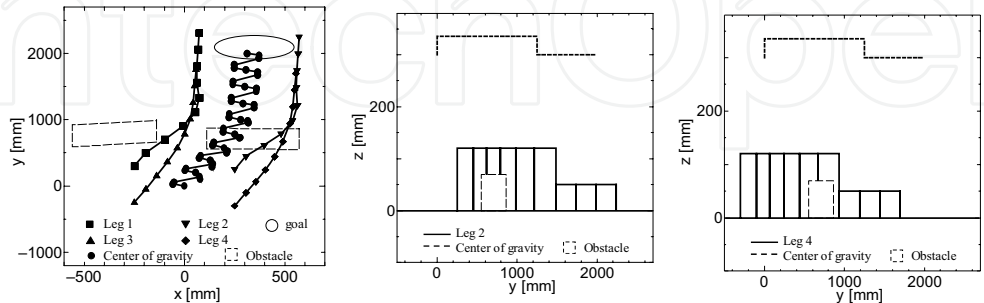 2000
1000
0
−1000
y [mm]
−500
0
500
x [mm]
Leg 1
Leg 2
goal
Leg 3
Leg 4
Center of gravity
Obstacle
200
0
z [mm]
0
1000
2000
y [mm]
Leg 2
Center of gravity
Obstacle
200
0
z [mm]
0
1000
2000
y [mm]
Leg 4
Center of gravity
Obstacle